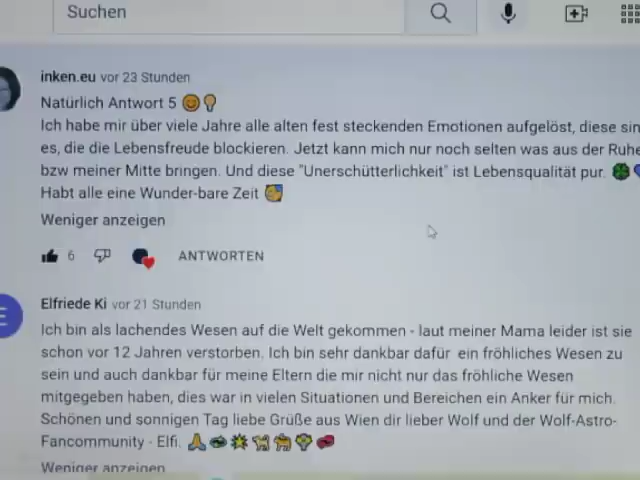 Suchen
inken.eu vor 23 Stunden
Natürlich Antwort 5
Ich habe mir über viele Jahre alle alten fest steckenden Emotionen aufgelöst, diese sin
es, die die Lebensfreude blockieren. Jetzt kann mich nur noch selten was aus der Ruhe
bzw meiner Mitte bringen. Und diese "Unerschütterlichkeit" ist Lebensqualität pur.
Habt alle eine Wunder-bare Zeit
Weniger anzeigen
6 ANTWORTEN
E
Elfriede Ki vor 21 Stunden
Ich bin als lachendes Wesen auf die Welt gekommen - laut meiner Mama leider ist sie
schon vor 12 Jahren verstorben. Ich bin sehr dankbar dafür ein fröhliches Wesen zu
sein und auch dankbar für meine Eltern die mir nicht nur das fröhliche Wesen
mitgegeben haben, dies war in vielen Situationen und Bereichen ein Anker für mich.
Schönen und sonnigen Tag liebe Grüße aus Wien dir lieber Wolf und der Wolf-Astro-
Fancommunity - Elfi.
Weniger anzeigen